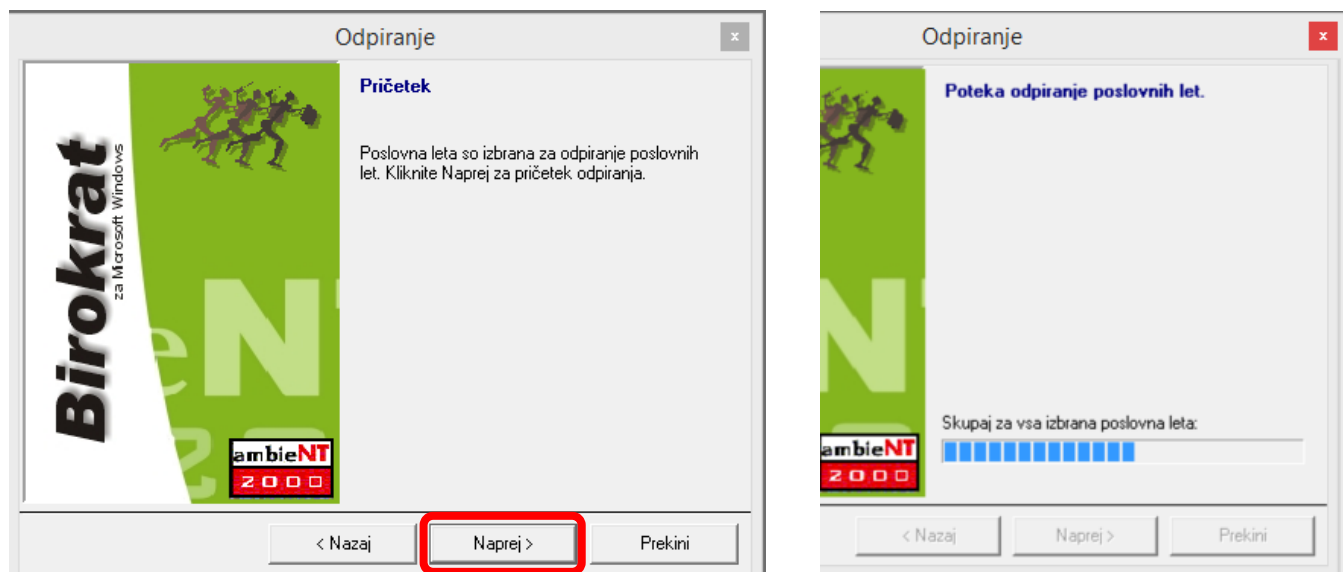 Odpiranje
x
Birokrat
za Microsoft Windows
eNT
ambieNT
2000
Pričetek
Poslovna leta so izbrana za odpiranje poslovnih
let. Kliknite Naprej za pričetek odpiranja.
< Nazaj
Naprej >
Prekini
Odpiranje
x
N
ambieNT
2000
Poteka odpiranje poslovnih let.
Skupaj za vsa izbrana poslovna leta:
< Nazaj
Naprej >
Prekini